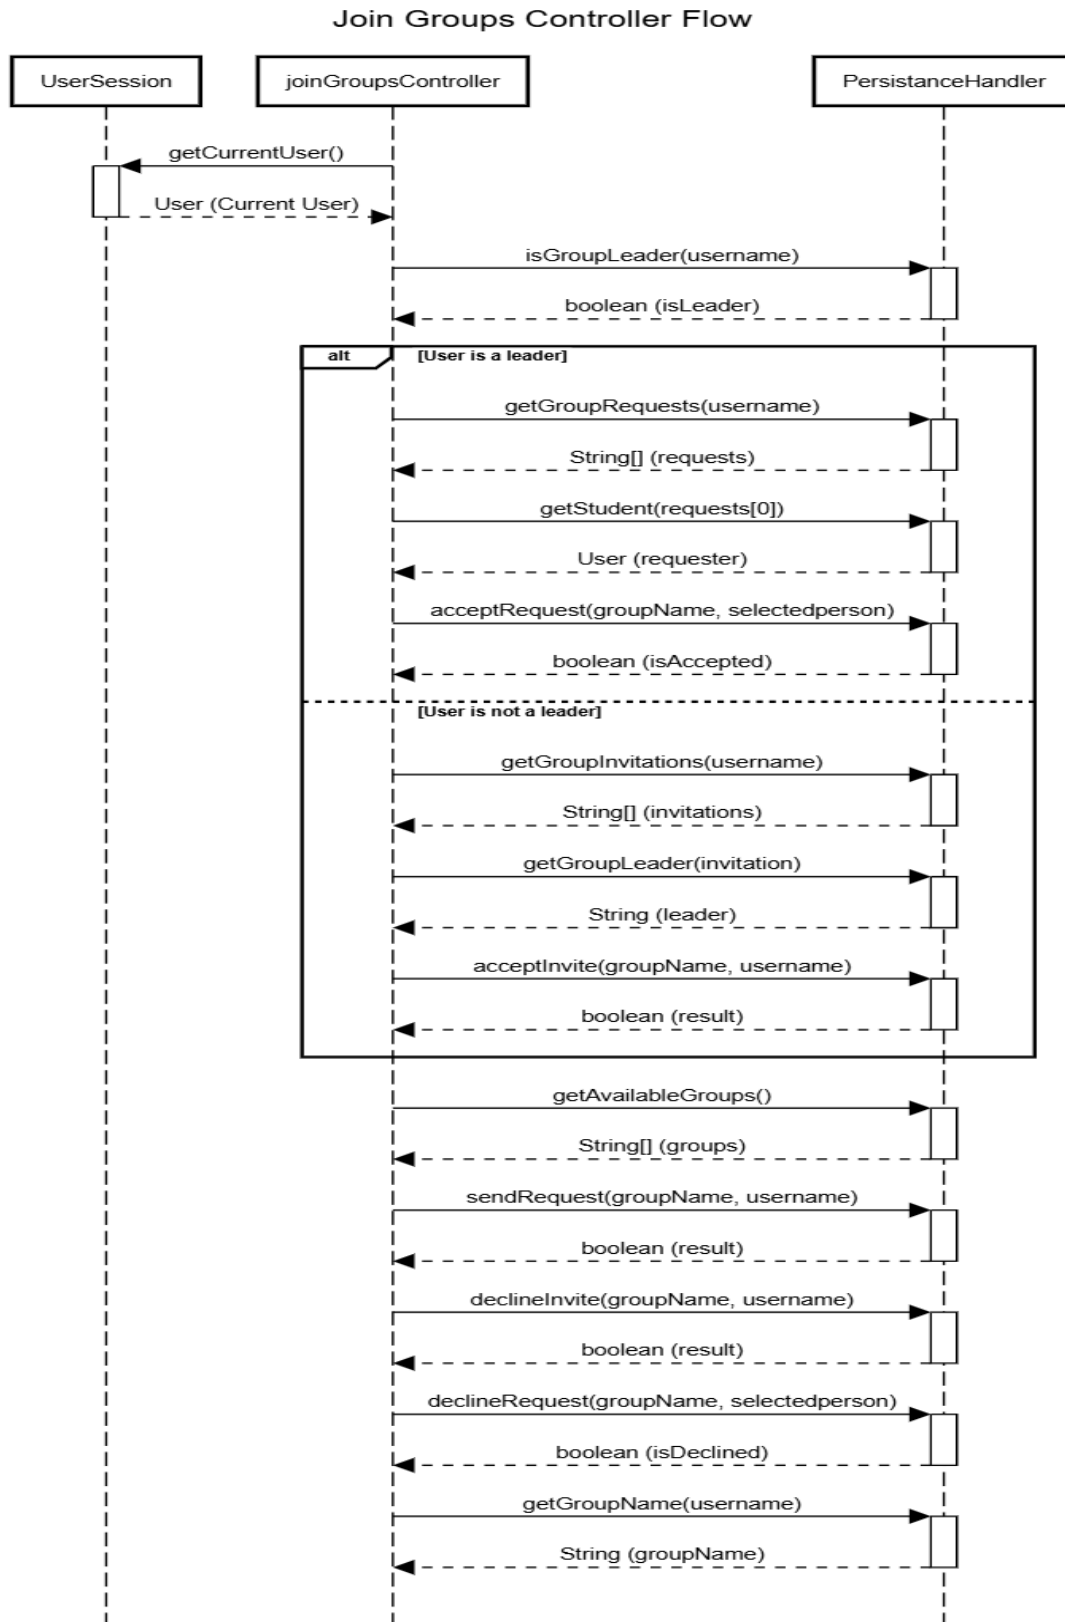 Join Groups Controller Flow
UserSession
joinGroupsController
PersistanceHandler
getCurrentUser()
User (Current User)
isGroupLeader(username)
boolean (isLeader)
alt
[User is a leader]
getGroupRequests(username)
String[] (requests)
getStudent(requests[0])
User (requester)
acceptRequest(groupName, selectedperson)
boolean (isAccepted)
[User is not a leader]
getGroupInvitations(username)
String[] (invitations)
getGroupLeader(invitation)
String (leader)
acceptInvite(groupName, username)
boolean (result)
getAvailableGroups()
String[] (groups)
sendRequest(groupName, username)
boolean (result)
declineInvite(groupName, username)
boolean (result)
declineRequest(groupName, selectedperson)
boolean (isDeclined)
getGroupName(username)
String (groupName)